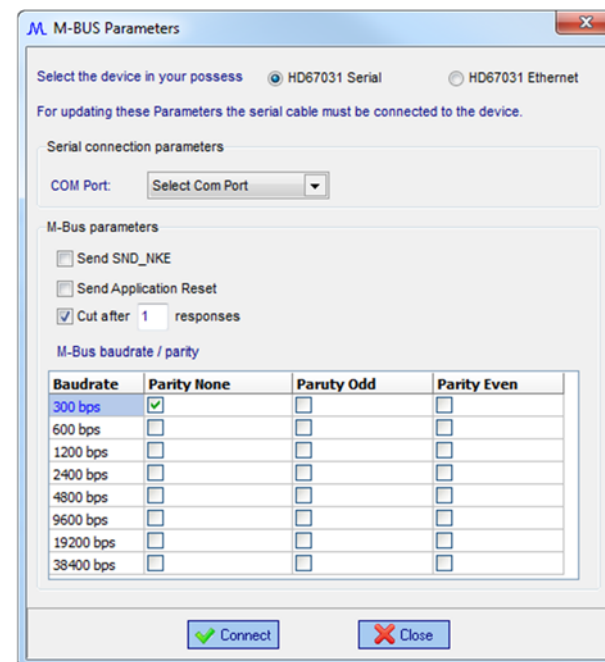 M-BUS Parameters
Select the device in your possess HD67031 Serial HD67031 Ethernet
For updating these Parameters the serial cable must be connected to the device.
Serial connection parameters
COM Port: Select Com Port
M-Bus parameters
Send SND_NKE
Send Application Reset
Cut after 1 responses
M-Bus baudrate / parity
Baudrate Parity None Paruty Odd Parity Even
300 bps
600 bps
1200 bps
2400 bps
4800 bps
9600 bps
19200 bps
38400 bps
Connect Close